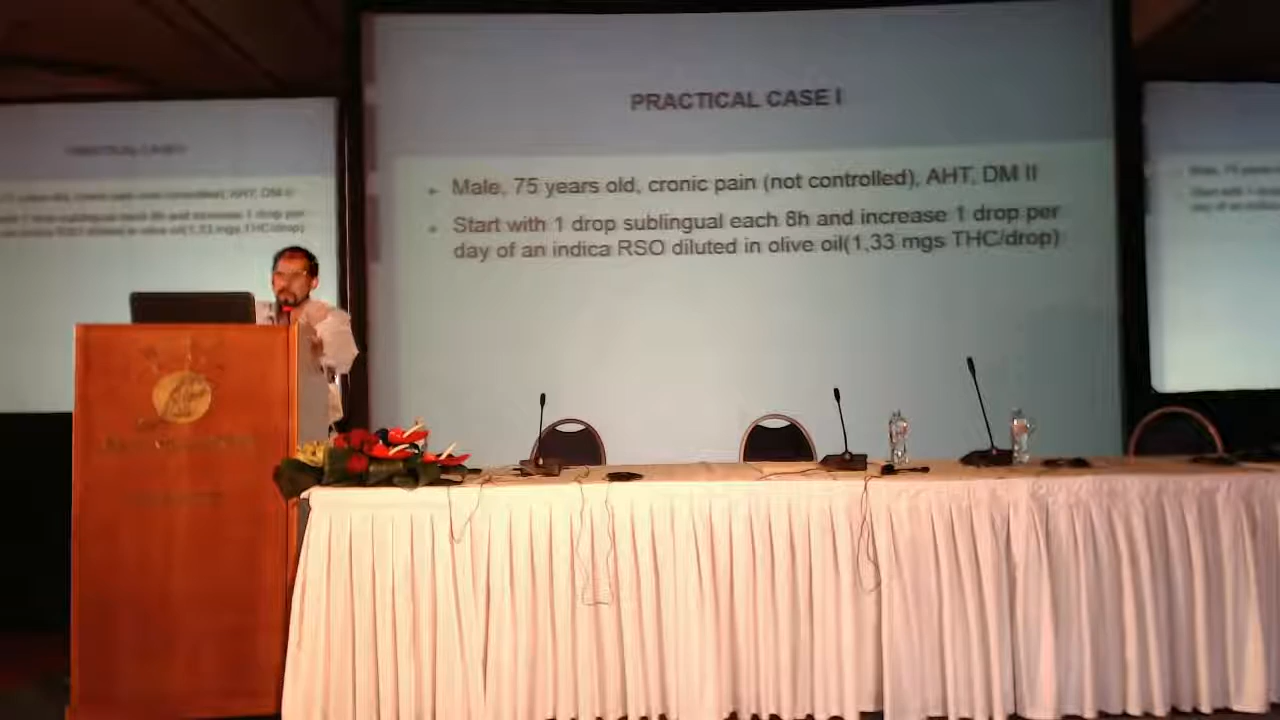 PRACTICAL CASE I
Male, 75 years old, cronic pain (not controlled), AHT, DM II
Start with 1 drop sublingual each 8h and increase 1 drop per
day of an indica RSO diluted in olive oil(1,33 mgs THC/drop)